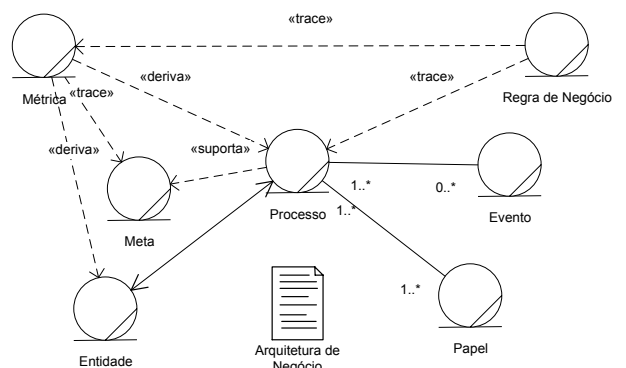 «trace»
«deriva»
«trace»
Métrica
«trace»
Regra de Negócio
«deriva»
«suporta»
1..*
0..*
Processo
1..*
Evento
Meta
1..*
Entidade
Arquitetura de
Negócio
Papel